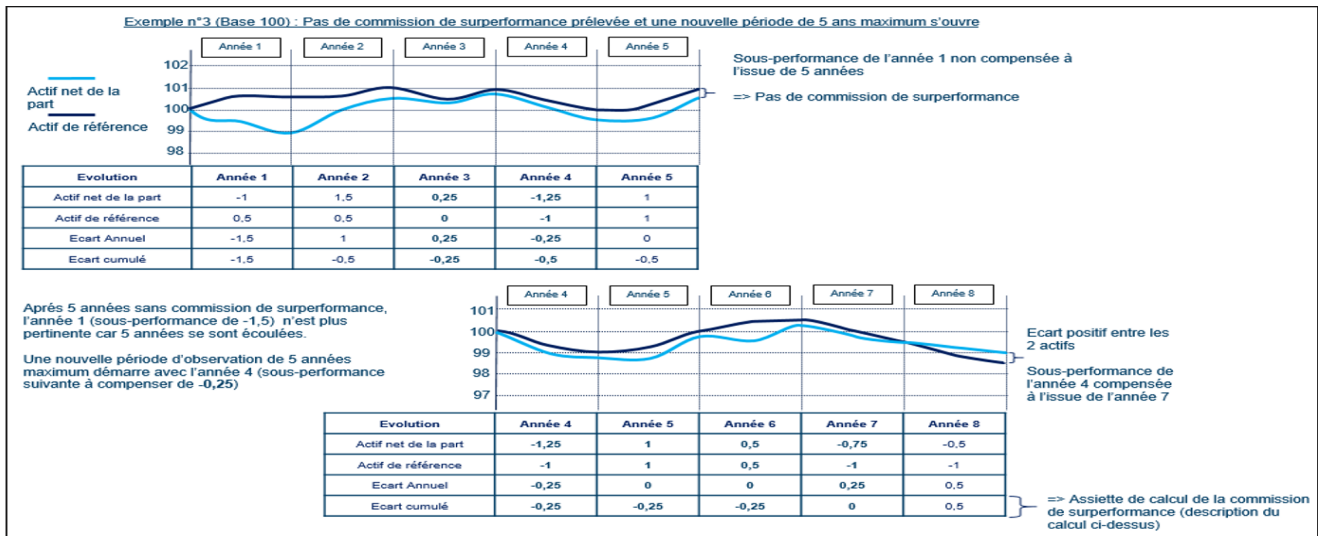 Exemple n°3 (Base 100) : Pas de commission de surperformance prélevée et une nouvelle période de 5 ans maximum s'ouvre
Année 1 Année 2 Année 3 Année 4 Année 5
102
101
100
99
98
Actif net de la
part
Actif de référence
Sous-performance de l'année 1 non compensée à
l'issue de 5 années
=> Pas de commission de surperformance
Evolution Année 1 Année 2 Année 3 Année 4 Année 5
Actif net de la part -1 1,5 0,25 -1,25 1
Actif de référence 0,5 0,5 0 -1 1
Ecart Annuel -1,5 1 0,25 -0,25 0
Ecart cumulé -1,5 -0,5 -0,25 -0,5 -0,5
Aprés 5 années sans commission de surperformance,
l'année 1 (sous-performance de -1,5) n'est plus
pertinente car 5 années se sont écoulées.
Une nouvelle période d'observation de 5 années
maximum démarre avec l'année 4 (sous-performance
suivante à compenser de -0,25)
Année 4 Année 5 Année 6 Année 7 Année 8
101
100
99
98
97
Ecart positif entre les
2 actifs
Sous-performance de
l'année 4 compensée
à l'issue de l'année 7
Evolution Année 4 Année 5 Année 6 Année 7 Année 8
Actif net de la part -1,25 1 0,5 -0,75 -0,5
Actif de référence -1 1 0,5 -1 -1
Ecart Annuel -0,25 0 0 0,25 0,5
Ecart cumulé -0,25 -0,25 -0,25 0 0,5
=> Assiette de calcul de la commission
de surperformance (description du
calcul ci-dessus)